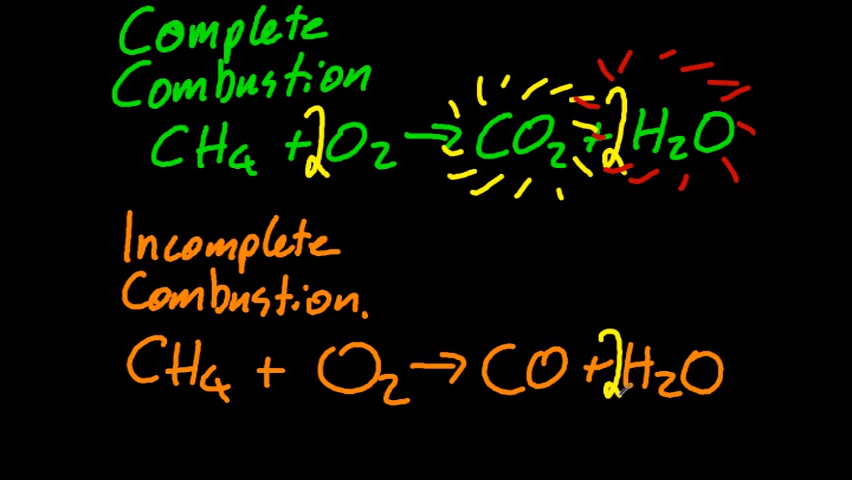 Complete
Combustion
CH₄ + 2O₂ → CO₂ + 2H₂O
Incomplete
Combustion.
CH₄ + O₂ → CO + 2H₂O